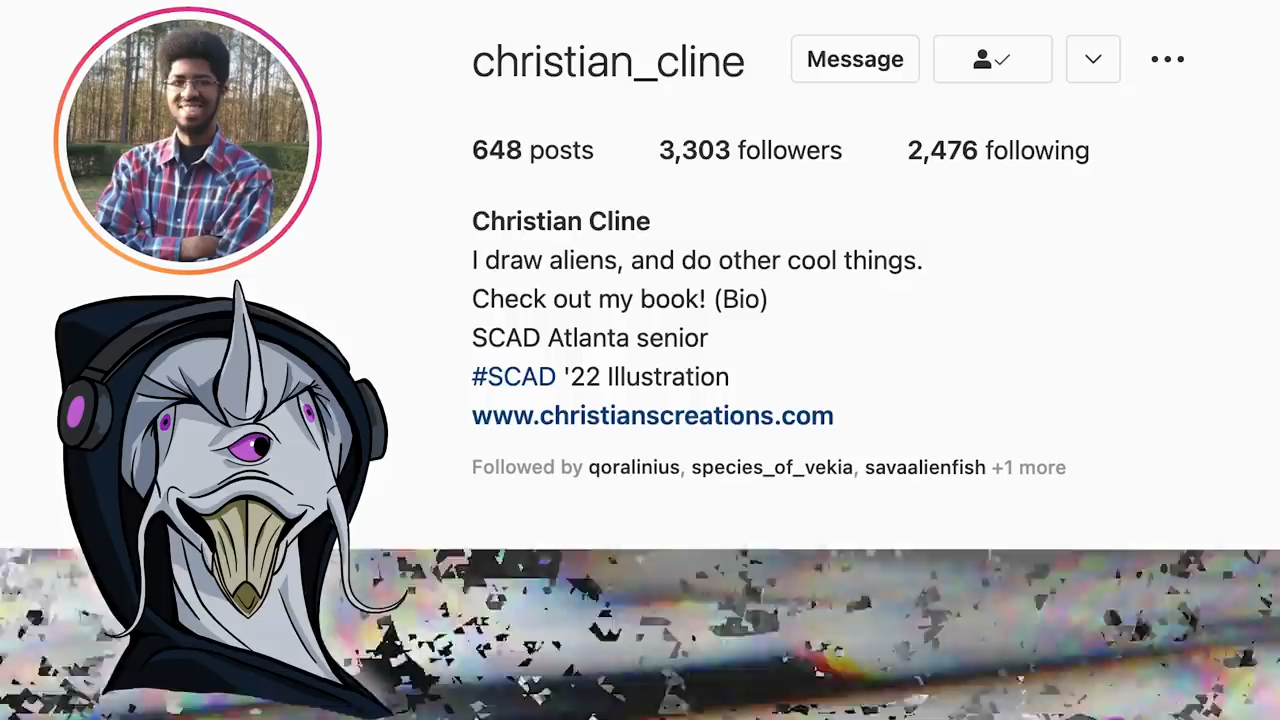 christian_cline
Message
648 posts 3,303 followers 2,476 following
Christian Cline
I draw aliens, and do other cool things.
Check out my book! (Bio)
SCAD Atlanta senior
#SCAD '22 Illustration
www.christianscreations.com
Followed by qoralinius, species_of_vekia, savaalienfish +1 more